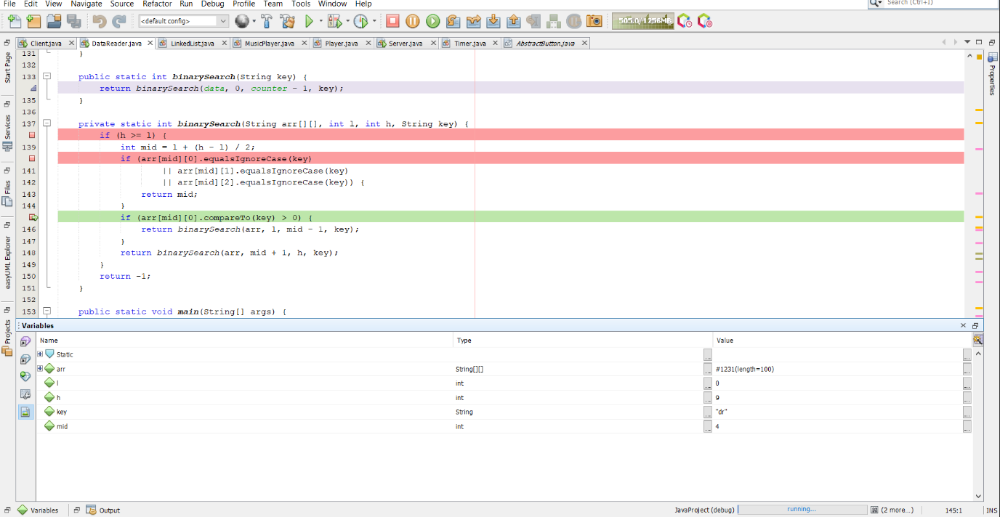 File Edit View Navigate Source Refactor Run Debug Profile Team Tools Window Help
Search (Ctrl+I)
<default config>
505.0/1256MB
Client.java DataReader.java LinkedList.java MusicPlayer.java Player.java Server.java Timer.java AbstractButton.java
Start Page
Services
Files
easyUML Explorer
Projects
Properties
131 }
132
133 public static int binarySearch(String key) {
return binarySearch(data, 0, counter - 1, key);
135 }
136
137 private static int binarySearch(String arr[][], int l, int h, String key) {
if (h >= l) {
139 int mid = l + (h - l) / 2;
if (arr[mid][0].equalsIgnoreCase(key)
141 || arr[mid][1].equalsIgnoreCase(key)
142 || arr[mid][2].equalsIgnoreCase(key)) {
143 return mid;
144 }
if (arr[mid][0].compareTo(key) > 0) {
146 return binarySearch(arr, l, mid - 1, key);
147 }
148 return binarySearch(arr, mid + 1, h, key);
149 }
150 return -1;
151 }
152
153 public static void main(String[] args) {
Variables
Name Type Value
Static
arr String[][] #1231(length=100)
l int 0
h int 9
key String "dr"
mid int 4
Variables Output JavaProject (debug) running... (2 more...) 145:1 INS